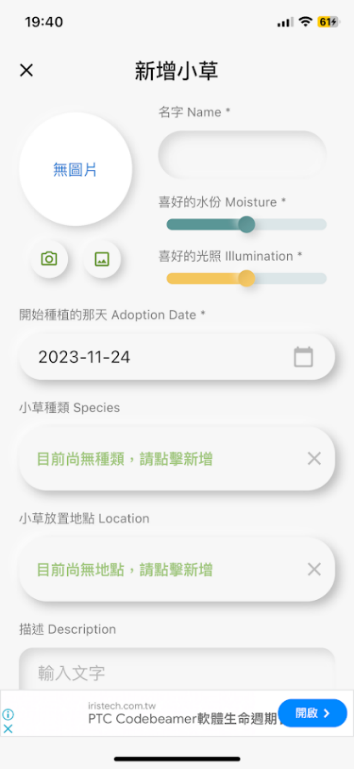 19:40
61
新增小草
無圖片
名字 Name *
喜好的水份 Moisture *
喜好的光照 Illumination *
開始種植的那天 Adoption Date *
2023-11-24
小草種類 Species
目前尚無種類，請點擊新增
小草放置地點 Location
目前尚無地點，請點擊新增
描述 Description
輸入文字
iristech.com.tw
PTC Codebeamer軟體生命週期
開啟